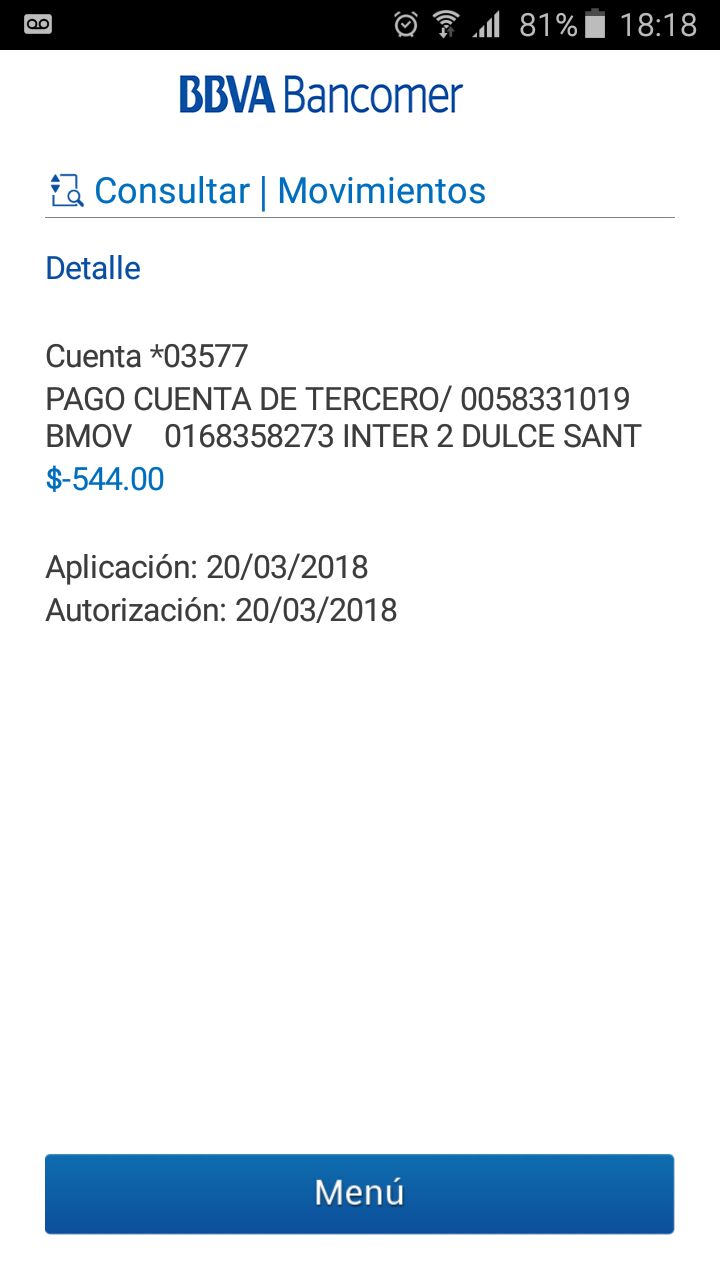 81% 18:18
BBVA Bancomer
Consultar | Movimientos
Detalle
Cuenta *03577
PAGO CUENTA DE TERCERO/ 0058331019
BMOV 0168358273 INTER 2 DULCE SANT
$-544.00
Aplicación: 20/03/2018
Autorización: 20/03/2018
Menú